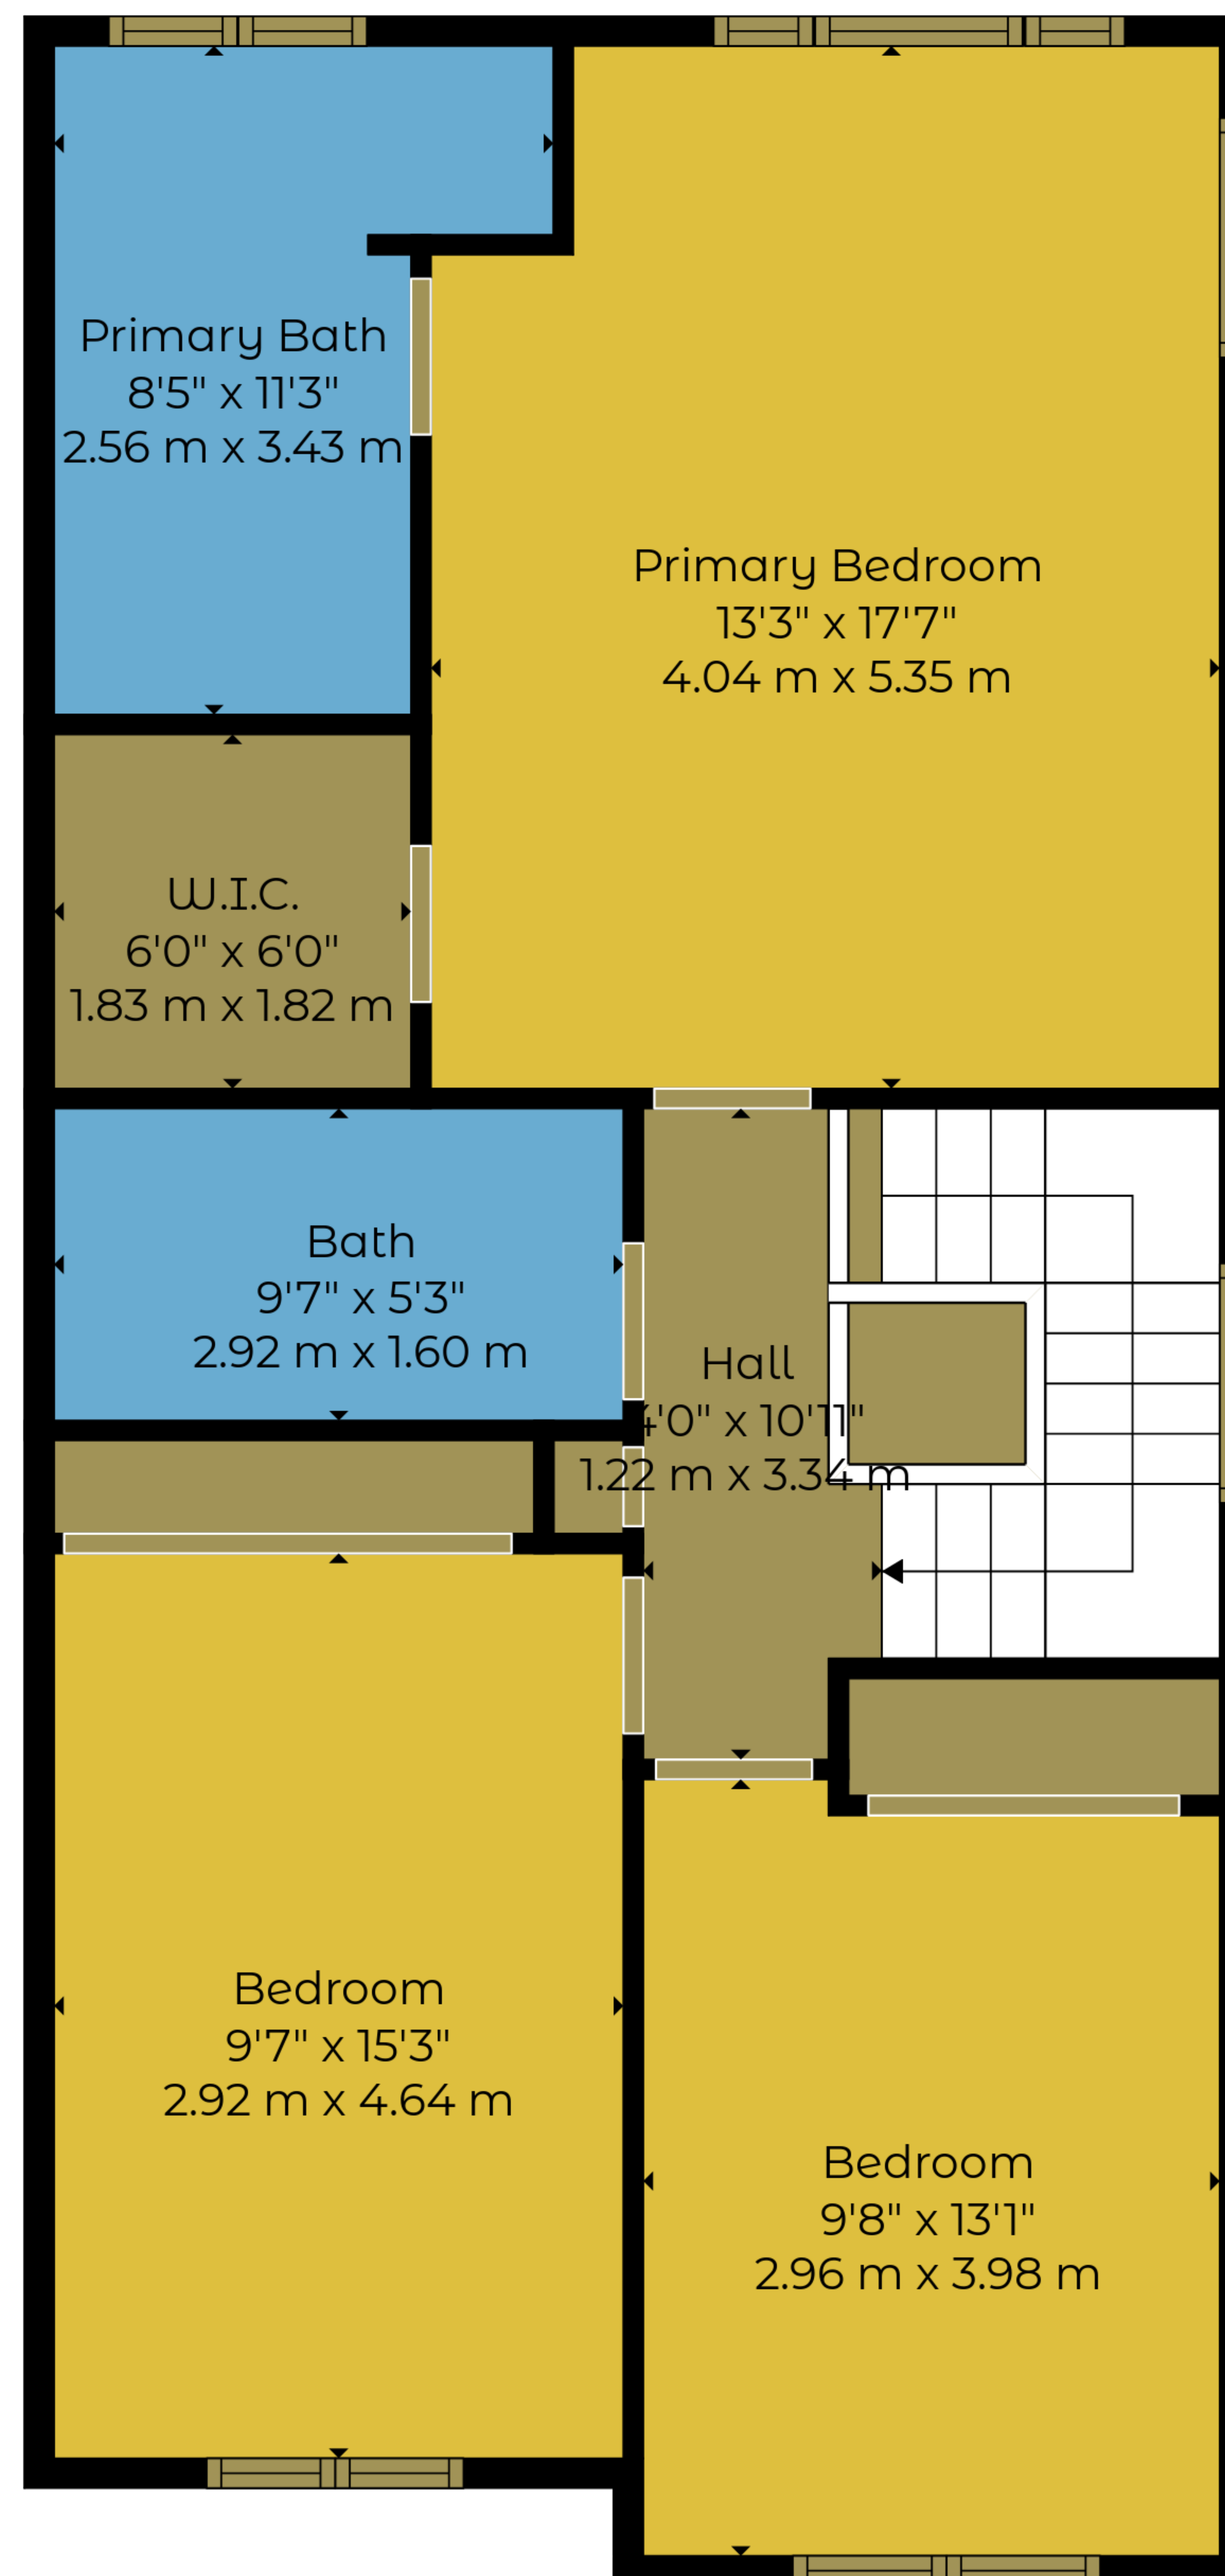 Primary Bath
8'5" x 11'3"
2.56 m x 3.43 m
Primary Bedroom
13'3" x 17'7"
4.04 m x 5.35 m
W.I.C.
6'0" x 6'0"
1.83 m x 1.82 m
Bath
9'7" x 5'3"
2.92 m x 1.60 m
Hall
4'0" x 10'11"
1.22 m x 3.34 m
Bedroom
9'7" x 15'3"
2.92 m x 4.64 m
Bedroom
9'8" x 13'1"
2.96 m x 3.98 m